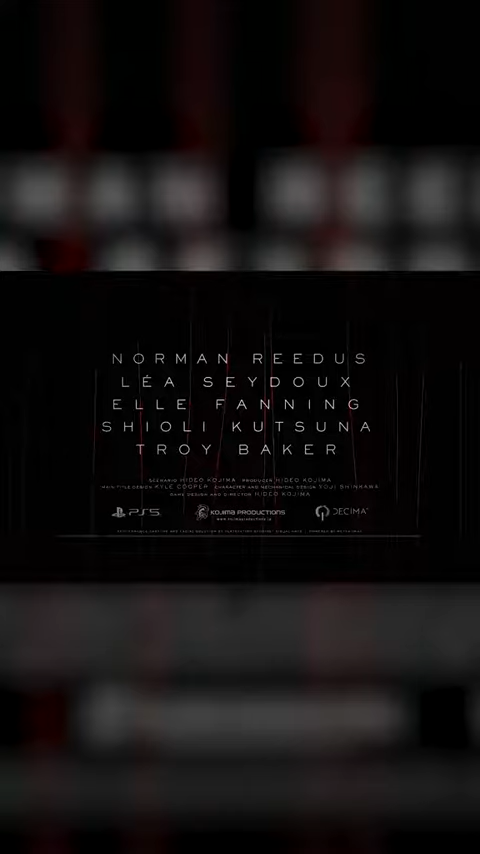 NORMAN REEDUS
LÉA SEYDOUX
ELLE FANNING
SHIOLI KUTSUNA
TROY BAKER
SCENARIO HIDEO KOJIMA PRODUCER HIDEO KOJIMA
MAIN TITLE DESIGN KYLE COOPER CHARACTER AND MECHANICAL DESIGN YOJI SHINKAWA
GAME DESIGN AND DIRECTOR HIDEO KOJIMA
PS5 KOJIMA PRODUCTIONS DECIMA